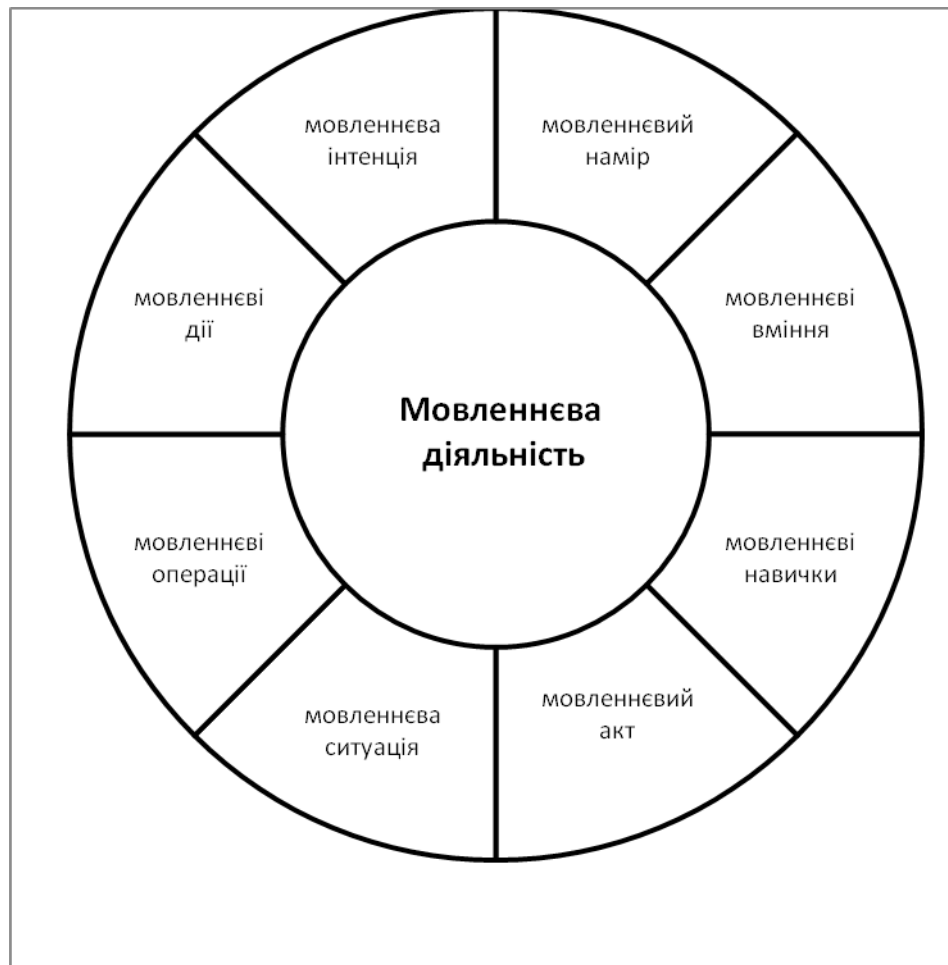 мовленнєва
інтенція
мовленнєвий
намір
мовленнєві
дії
мовленнєві
вміння
Мовленнєва
діяльність
мовленнєві
операції
мовленнєві
навички
мовленнєва
ситуація
мовленнєвий
акт